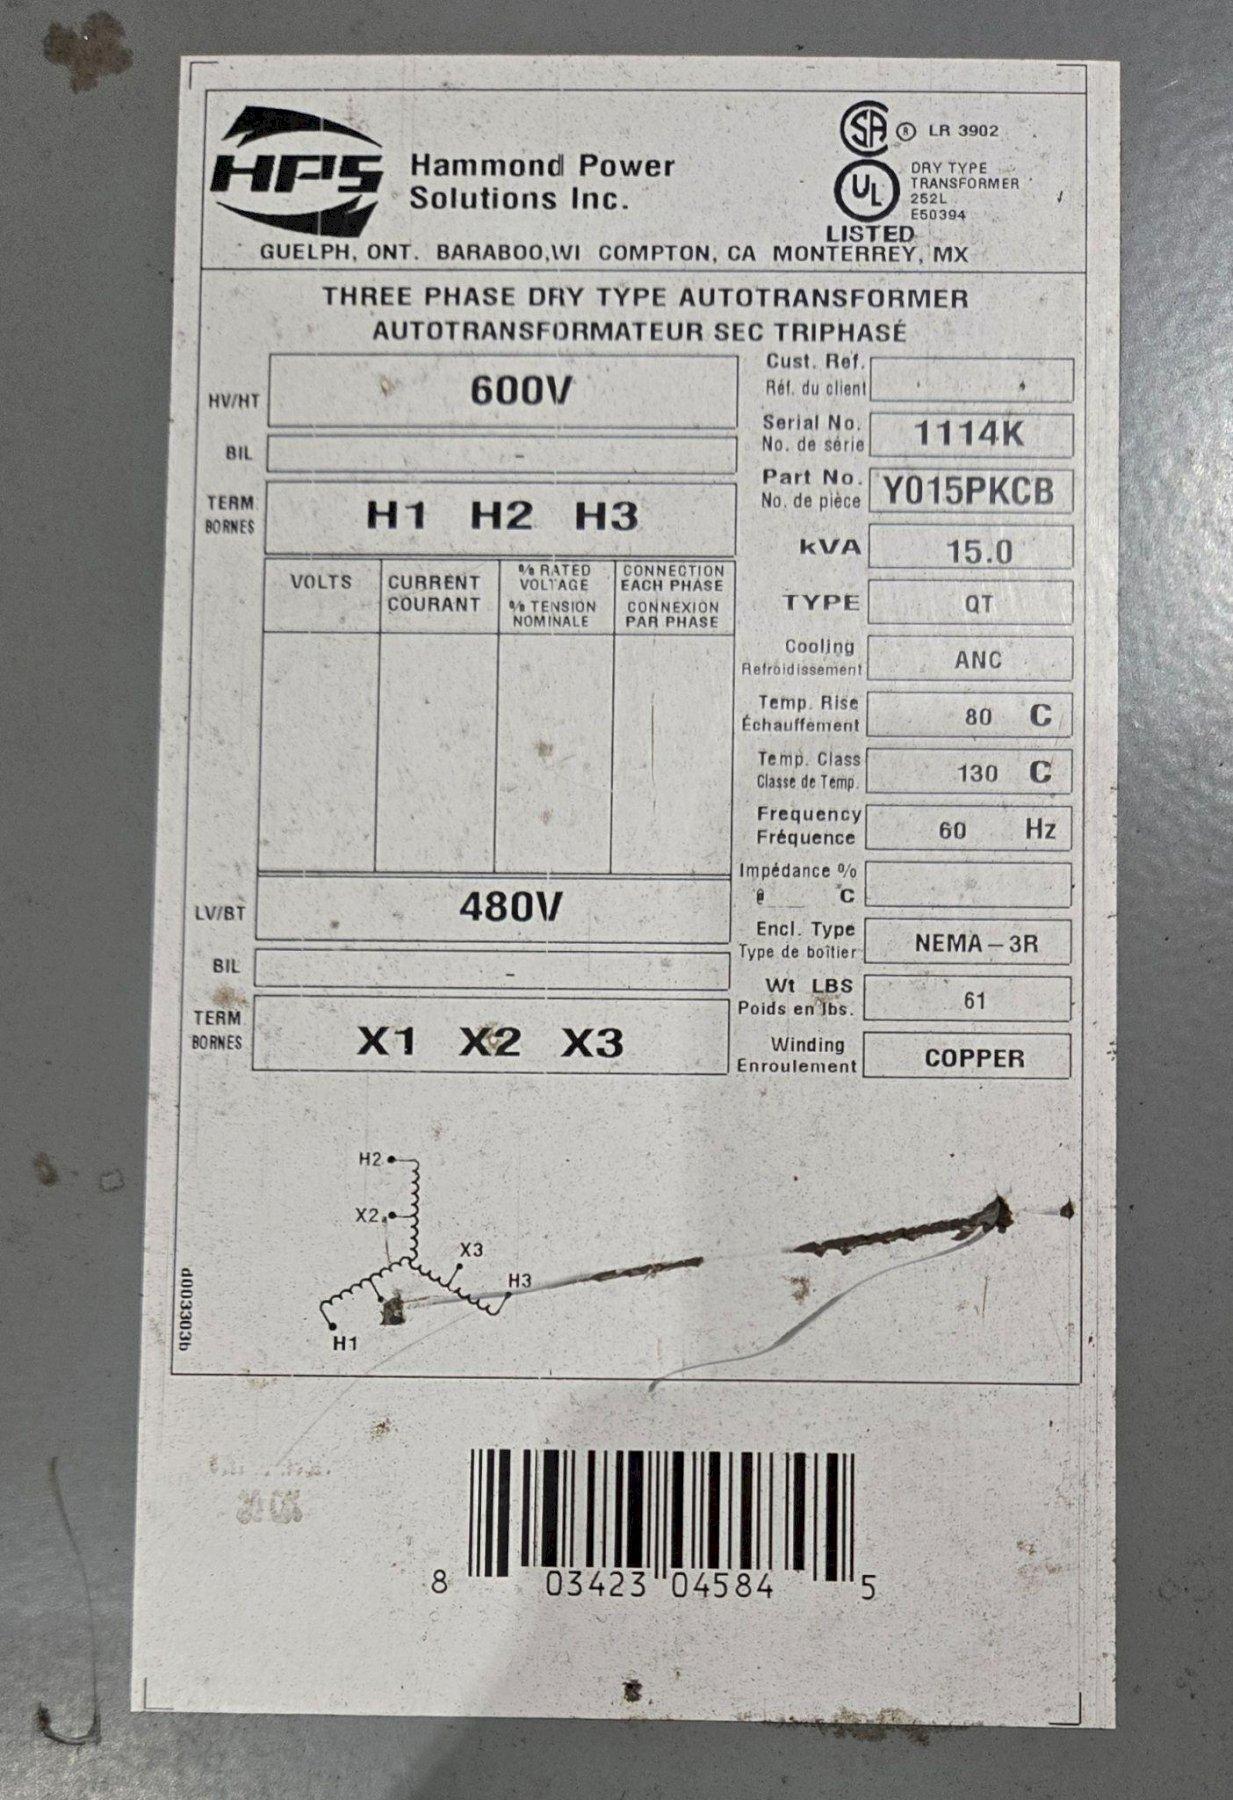 HPS
Hammond Power
Solutions Inc.
SA ® LR 3902
UL
DRY TYPE
TRANSFORMER
252L
E50394
LISTED
GUELPH, ONT. BARABOO,WI COMPTON, CA MONTERREY, MX
THREE PHASE DRY TYPE AUTOTRANSFORMER
AUTOTRANSFORMATEUR SEC TRIPHASÉ
HV/HT 600V
BIL -
TERM
BORNES
H1 H2 H3
VOLTS
CURRENT
COURANT
% RATED
VOLTAGE
% TENSION
NOMINALE
CONNECTION
EACH PHASE
CONNEXION
PAR PHASE
LV/BT 480V
BIL -
TERM
BORNES
X1 X2 X3
Cust. Ref.
Réf. du client
Serial No.
No. de série
1114K
Part No.
No. de pièce
Y015PKCB
kVA 15.0
TYPE QT
Cooling
Refroidissement
ANC
Temp. Rise
Échauffement
80 C
Temp. Class
Classe de Temp.
130 C
Frequency
Fréquence
60 Hz
Impédance %
@ ____ C
Encl. Type
Type de boîtier
NEMA-3R
Wt LBS
Poids en lbs.
61
Winding
Enroulement
COPPER
H2
X2
X3
H3
H1
d003303b
8 03423 04584 5